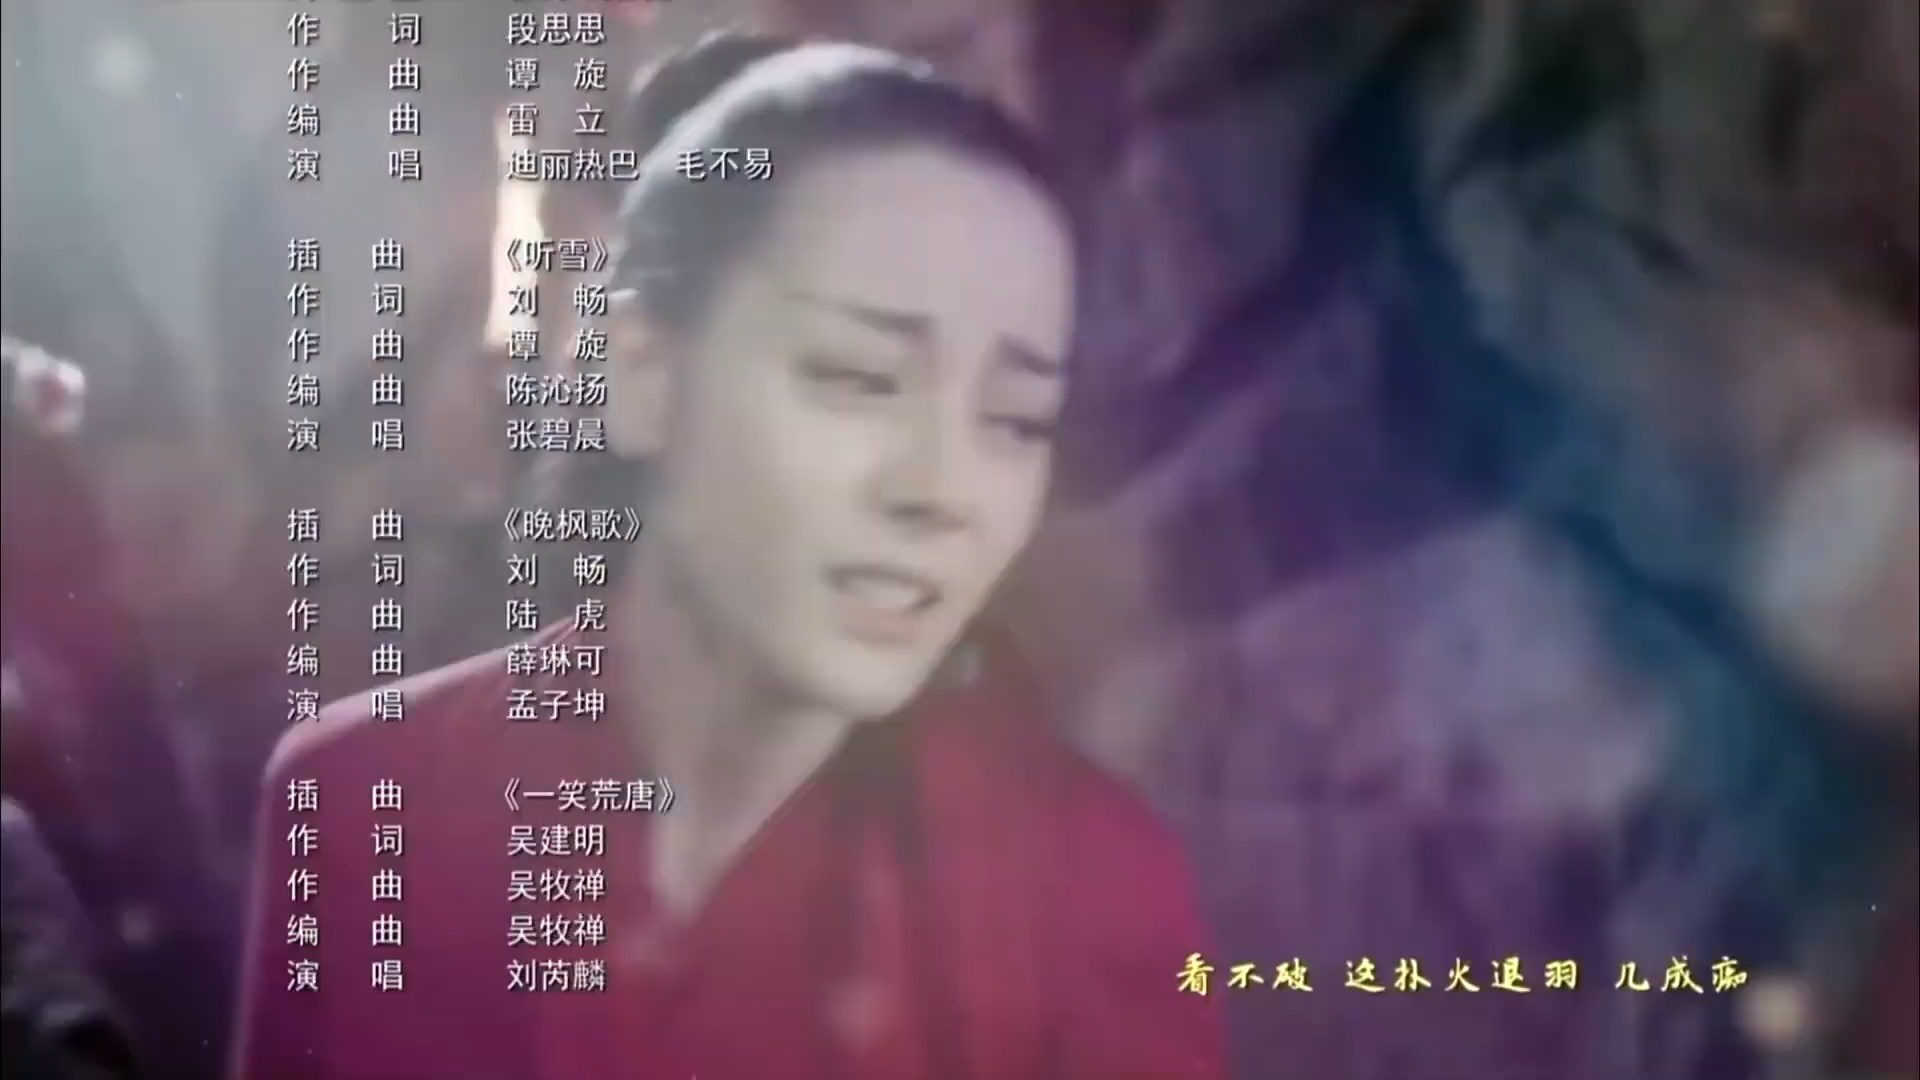 作 词 段思思
作 曲 谭 旋
编 曲 雷 立
演 唱 迪丽热巴 毛不易
插 曲 《听雪》
作 词 刘 畅
作 曲 谭 旋
编 曲 陈沁扬
演 唱 张碧晨
插 曲 《晚枫歌》
作 词 刘 畅
作 曲 陆 虎
编 曲 薛琳可
演 唱 孟子坤
插 曲 《一笑荒唐》
作 词 吴建明
作 曲 吴牧禅
编 曲 吴牧禅
演 唱 刘芮麟
看不破 这扑火退羽 几成痴